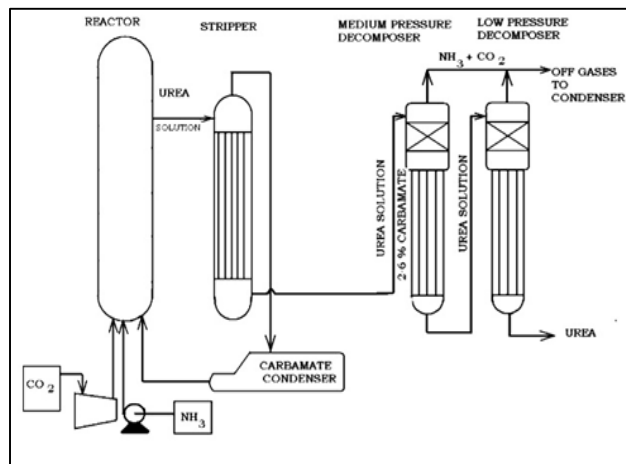 REACTOR
STRIPPER
MEDIUM PRESSURE
DECOMPOSER
LOW PRESSURE
DECOMPOSER
NH3 + CO2
OFF GASES
TO
CONDENSER
UREA
SOLUTION
UREA SOLUTION
2-6 % CARBAMATE
UREA SOLUTION
UREA
CARBAMATE
CONDENSER
CO2
NH3